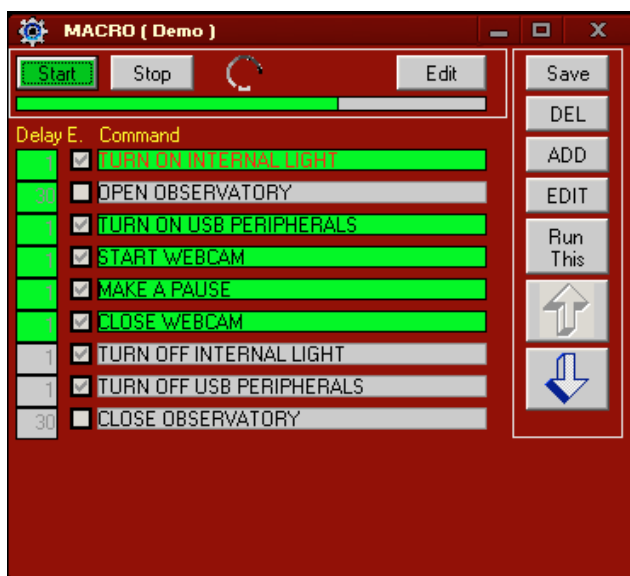 MACRO ( Demo )
Start Stop Edit Save
DEL
Delay E. Command
1 TURN ON INTERNAL LIGHT ADD
30 OPEN OBSERVATORY EDIT
1 TURN ON USB PERIPHERALS
1 START WEBCAM Run This
1 MAKE A PAUSE
1 CLOSE WEBCAM
1 TURN OFF INTERNAL LIGHT
1 TURN OFF USB PERIPHERALS
30 CLOSE OBSERVATORY